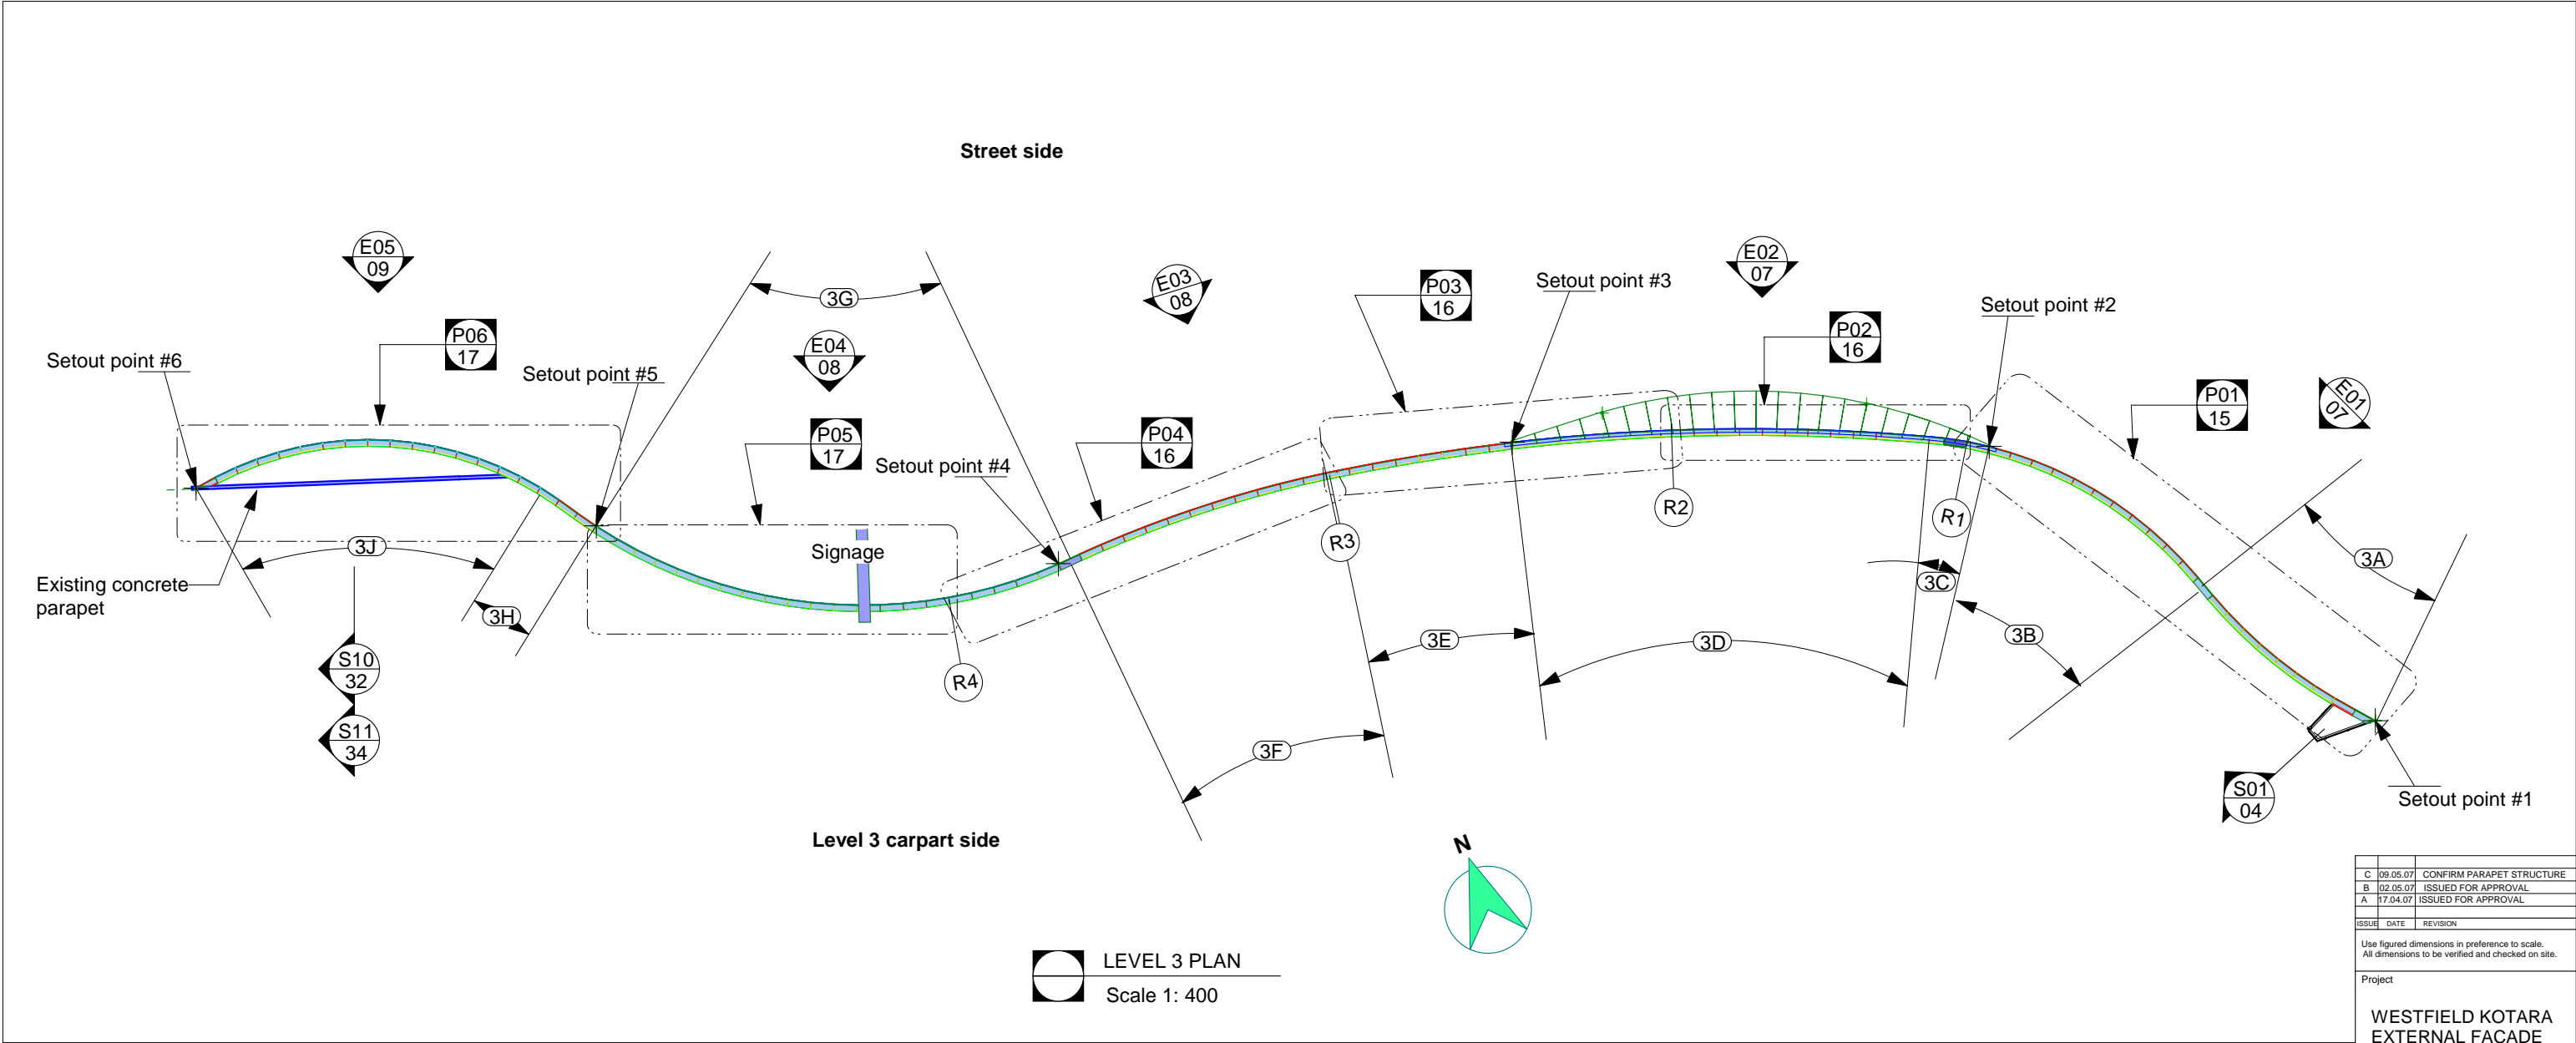 Street side
E05
09
E03
08
E02
07
3G
P03
16
Setout point #3
Setout point #2
P06
17
E04
08
P02
16
Setout point #6
Setout point #5
P01
15
E01
07
P05
17
P04
16
Setout point #4
R2
R1
R3
Signage
3J
3A
3C
Existing concrete
parapet
3H
3E
3D
3B
S10
32
R4
S11
34
3F
S01
04
Setout point #1
Level 3 carpart side
N
LEVEL 3 PLAN
Scale 1: 400
C 09.05.07 CONFIRM PARAPET STRUCTURE
B 02.05.07 ISSUED FOR APPROVAL
A 17.04.07 ISSUED FOR APPROVAL
ISSUE DATE REVISION
Use figured dimensions in preference to scale.
All dimensions to be verified and checked on site.
Project
WESTFIELD KOTARA
EXTERNAL FACADE